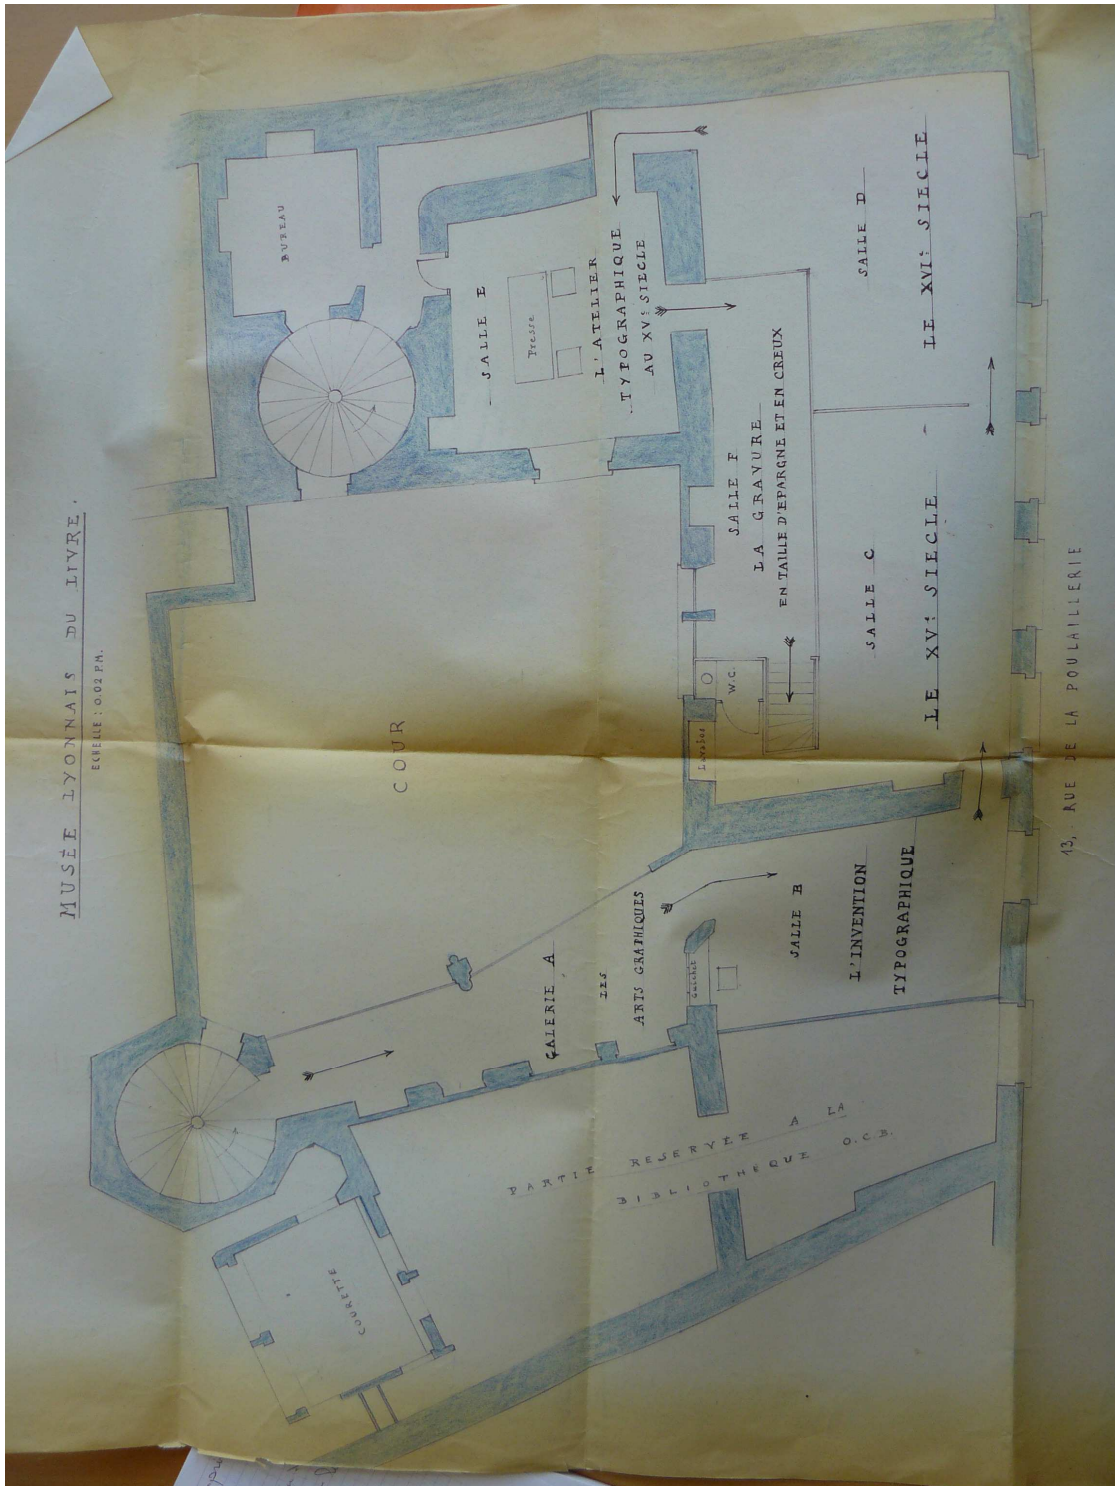 MUSÉE LYONNAIS DU LIVRE.
ECHELLE : 0.02 P.M.
BUREAU
SALLE E
Presse
L'ATELIER
TYPOGRAPHIQUE
AU XVe SIECLE
COUR
SALLE F
LA GRAVURE
EN TAILLE D'EPARGNE ET EN CREUX
W.C.
Lavabos
SALLE D
LE XVIe SIECLE
SALLE C
LE XVe SIECLE
GALERIE A
LES
ARTS GRAPHIQUES
Guichet
SALLE B
L'INVENTION
TYPOGRAPHIQUE
PARTIE RESERVÉE A LA
BIBLIOTHEQUE O.C.B.
COURETTE
13, RUE DE LA POULAILLERIE